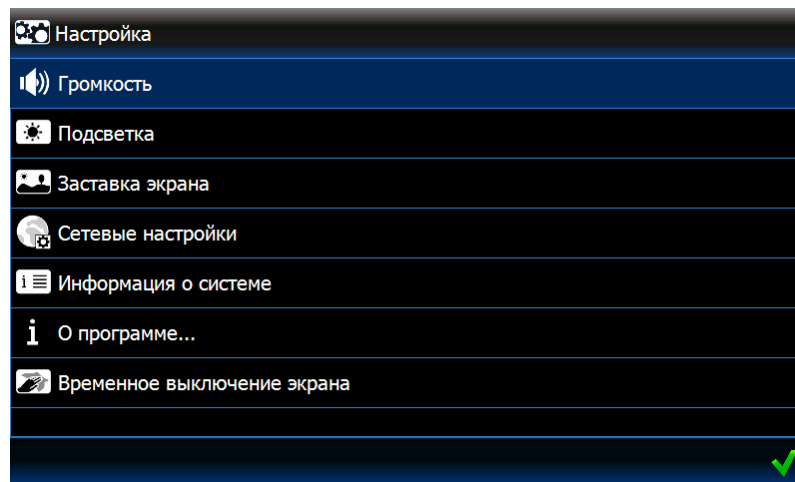 Настройка
Громкость
Подсветка
Заставка экрана
Сетевые настройки
Информация о системе
О программе...
Временное выключение экрана